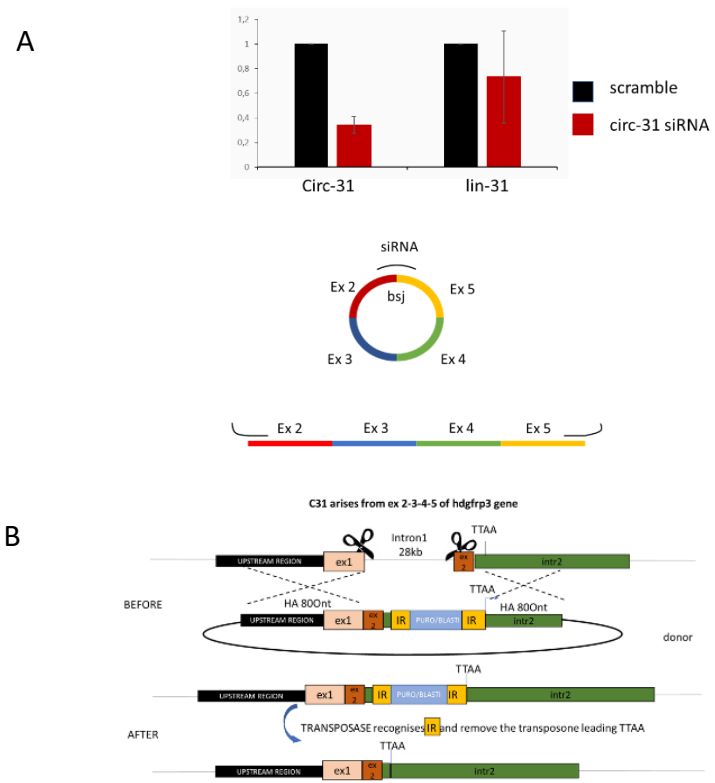 A
1,2
1
0,8
0,6
0,4
0,2
0
Circ-31
lin-31
scramble
circ-31 siRNA
siRNA
Ex 2
bsj
Ex 5
Ex 3
Ex 4
Ex 2
Ex 3
Ex 4
Ex 5
C31 arises from ex 2-3-4-5 of hdgfrp3 gene
B
TTAA
Intron1
28kb
UPSTREAM REGION
ex1
ex
2
intr2
TTAA
BEFORE
HA 800nt
HA 800nt
UPSTREAM REGION
ex1
ex
2
IR
PURO/BLASTI
IR
intr2
donor
TTAA
UPSTREAM REGION
ex1
ex
2
IR
PURO/BLASTI
IR
intr2
TRANSPOSASE recognises IR and remove the transposone leading TTAA
AFTER
TTAA
UPSTREAM REGION
ex1
ex 2
intr2